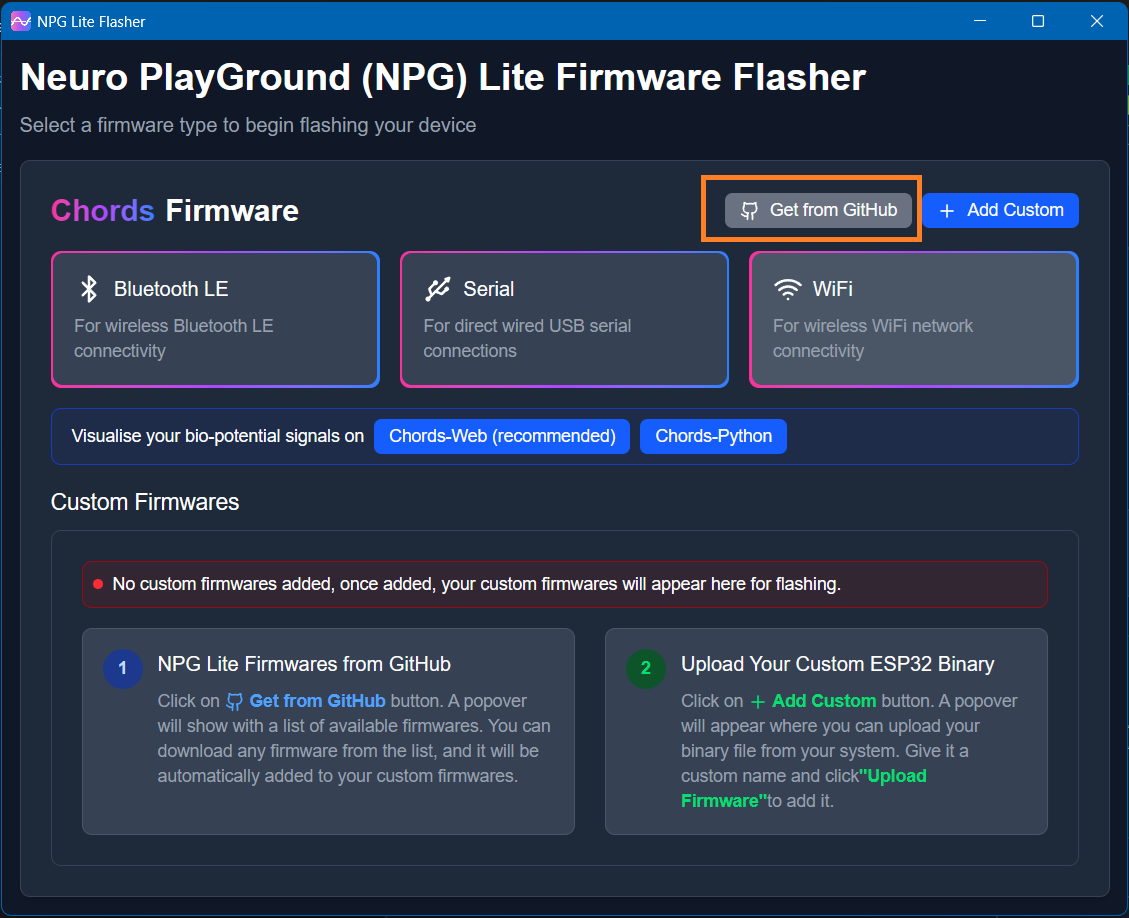 NPG Lite Flasher
Neuro PlayGround (NPG) Lite Firmware Flasher
Select a firmware type to begin flashing your device
Chords Firmware
Get from GitHub
+ Add Custom
Bluetooth LE
For wireless Bluetooth LE
connectivity
Serial
For direct wired USB serial
connections
WiFi
For wireless WiFi network
connectivity
Visualise your bio-potential signals on
Chords-Web (recommended)
Chords-Python
Custom Firmwares
No custom firmwares added, once added, your custom firmwares will appear here for flashing.
1
NPG Lite Firmwares from GitHub
Click on Get from GitHub button. A popover
will show with a list of available firmwares. You can
download any firmware from the list, and it will be
automatically added to your custom firmwares.
2
Upload Your Custom ESP32 Binary
Click on + Add Custom button. A popover
will appear where you can upload your
binary file from your system. Give it a
custom name and click"Upload
Firmware"to add it.